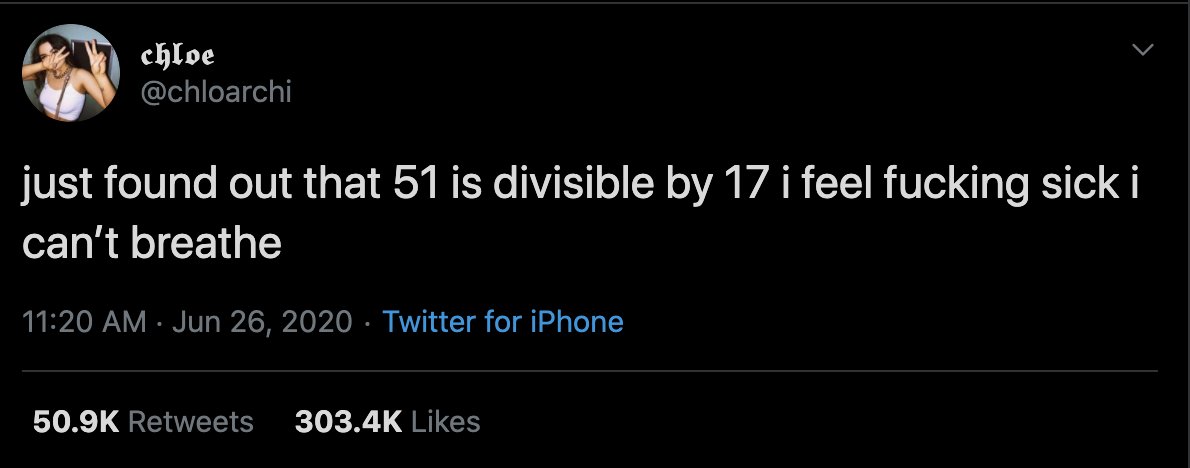 𝖈𝖍𝖑𝖔𝖊
@chloarchi
just found out that 51 is divisible by 17 i feel fucking sick i
can’t breathe
11:20 AM · Jun 26, 2020 · Twitter for iPhone
50.9K Retweets 303.4K Likes